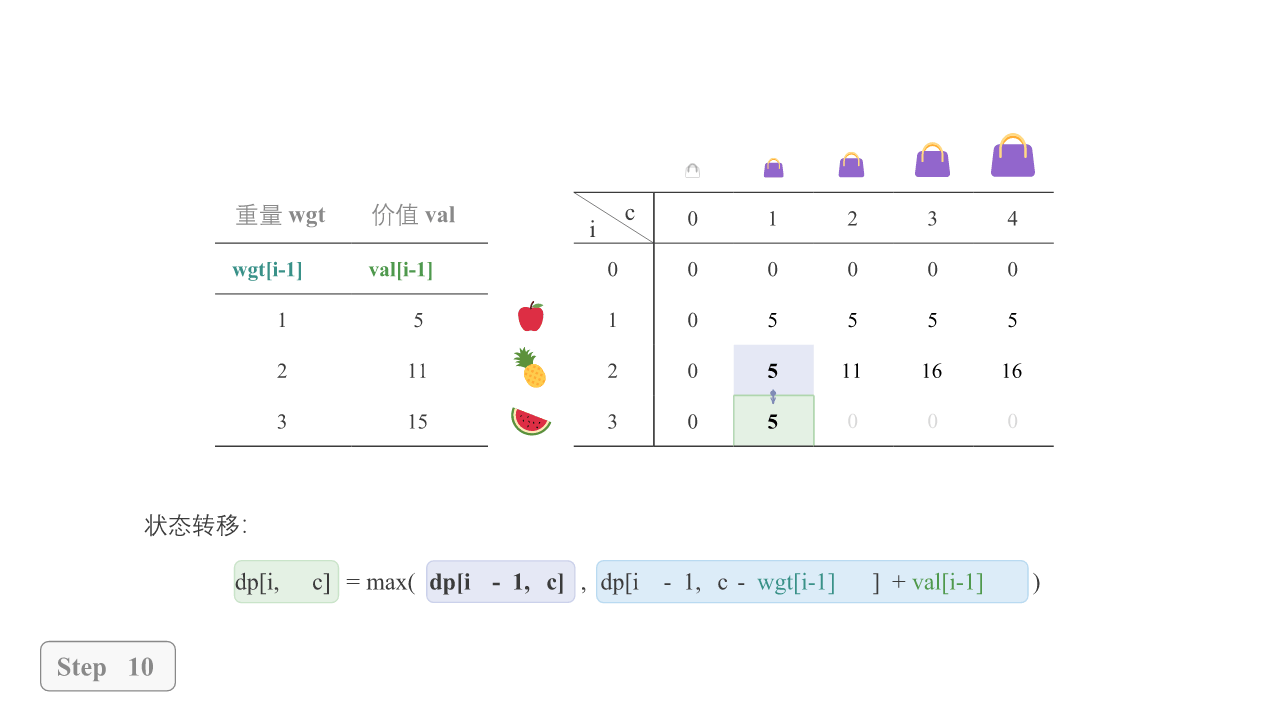 重量 wgt 价值 val
wgt[i-1] val[i-1]
1 5
2 11
3 15
c
i 0 1 2 3 4
0 0 0 0 0 0
1 0 5 5 5 5
2 0 5 11 16 16
3 0 5 0 0 0
状态转移：
dp[i, c] = max( dp[i - 1, c] , dp[i - 1, c - wgt[i-1] ] + val[i-1] )
Step 10